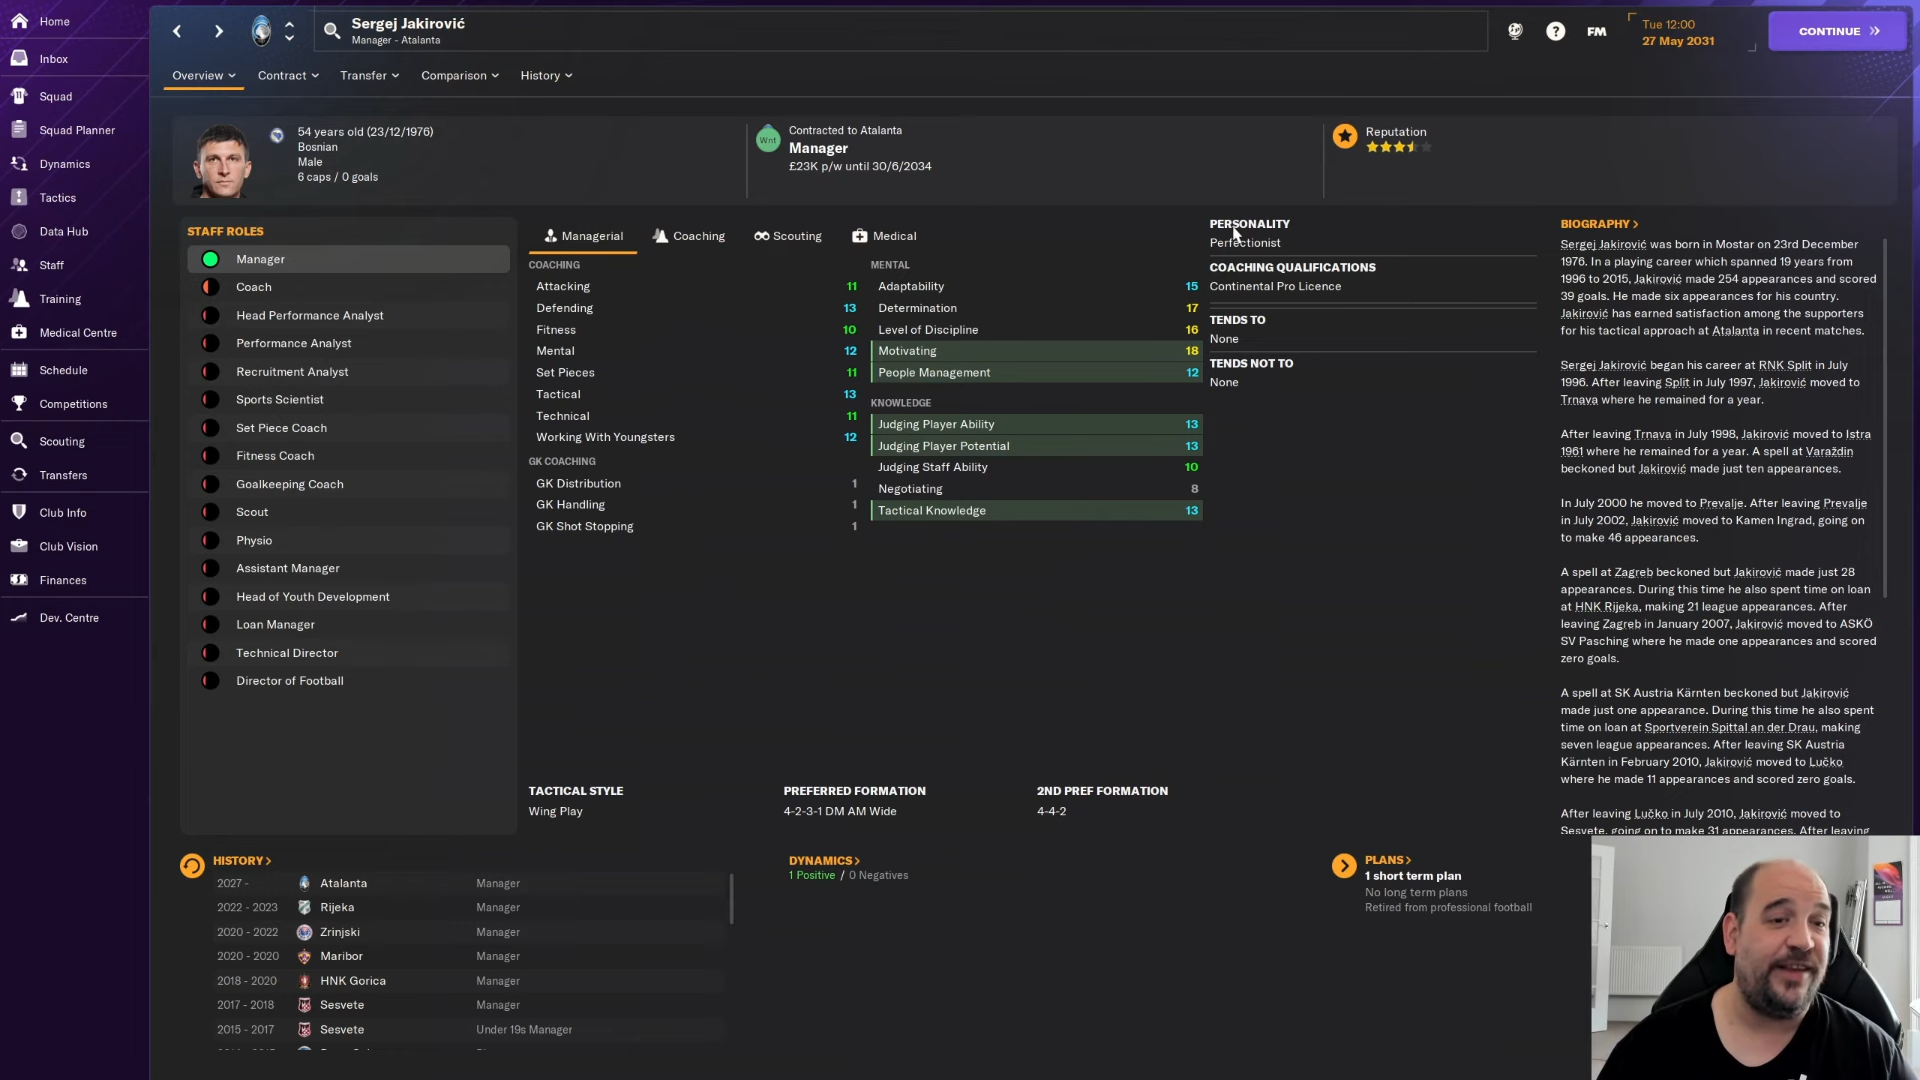 Home
Inbox
Squad
Squad Planner
Dynamics
Tactics
Data Hub
Staff
Training
Medical Centre
Schedule
Competitions
Scouting
Transfers
Club Info
Club Vision
Finances
Dev. Centre
Sergej Jakirović
Manager - Atalanta
FM
Tue 12:00
27 May 2031
CONTINUE
Overview
Contract
Transfer
Comparison
History
54 years old (23/12/1976)
Bosnian
Male
6 caps / 0 goals
Wnt
Contracted to Atalanta
Manager
£23K p/w until 30/6/2034
Reputation
STAFF ROLES
Manager
Coach
Head Performance Analyst
Performance Analyst
Recruitment Analyst
Sports Scientist
Set Piece Coach
Fitness Coach
Goalkeeping Coach
Scout
Physio
Assistant Manager
Head of Youth Development
Loan Manager
Technical Director
Director of Football
Managerial
Coaching
Scouting
Medical
COACHING
Attacking 11
Defending 13
Fitness 10
Mental 12
Set Pieces 11
Tactical 13
Technical 11
Working With Youngsters 12
GK COACHING
GK Distribution 1
GK Handling 1
GK Shot Stopping 1
MENTAL
Adaptability 15
Determination 17
Level of Discipline 16
Motivating 18
People Management 12
KNOWLEDGE
Judging Player Ability 13
Judging Player Potential 13
Judging Staff Ability 10
Negotiating 8
Tactical Knowledge 13
PERSONALITY
Perfectionist
COACHING QUALIFICATIONS
Continental Pro Licence
TENDS TO
None
TENDS NOT TO
None
BIOGRAPHY >
Sergej Jakirović was born in Mostar on 23rd December
1976. In a playing career which spanned 19 years from
1996 to 2015, Jakirović made 254 appearances and scored
39 goals. He made six appearances for his country.
Jakirović has earned satisfaction among the supporters
for his tactical approach at Atalanta in recent matches.
Sergej Jakirović began his career at RNK Split in July
1996. After leaving Split in July 1997, Jakirović moved to
Trnava where he remained for a year.
After leaving Trnava in July 1998, Jakirović moved to Istra
1961 where he remained for a year. A spell at Varaždin
beckoned but Jakirović made just ten appearances.
In July 2000 he moved to Prevalje. After leaving Prevalje
in July 2002, Jakirović moved to Kamen Ingrad, going on
to make 46 appearances.
A spell at Zagreb beckoned but Jakirović made just 28
appearances. During this time he also spent time on loan
at HNK Rijeka, making 21 league appearances. After
leaving Zagreb in January 2007, Jakirović moved to ASKÖ
SV Pasching where he made one appearances and scored
zero goals.
A spell at SK Austria Kärnten beckoned but Jakirović
made just one appearance. During this time he also spent
time on loan at Sportverein Spittal an der Drau, making
seven league appearances. After leaving SK Austria
Kärnten in February 2010, Jakirović moved to Lučko
where he made 11 appearances and scored zero goals.
After leaving Lučko in July 2010, Jakirović moved to
Sesvete, going on to make 31 appearances. After leaving
TACTICAL STYLE
Wing Play
PREFERRED FORMATION
4-2-3-1 DM AM Wide
2ND PREF FORMATION
4-4-2
HISTORY >
2027 - Atalanta Manager
2022 - 2023 Rijeka Manager
2020 - 2022 Zrinjski Manager
2020 - 2020 Maribor Manager
2018 - 2020 HNK Gorica Manager
2017 - 2018 Sesvete Manager
2015 - 2017 Sesvete Under 19s Manager
DYNAMICS >
1 Positive / 0 Negatives
PLANS >
1 short term plan
No long term plans
Retired from professional football